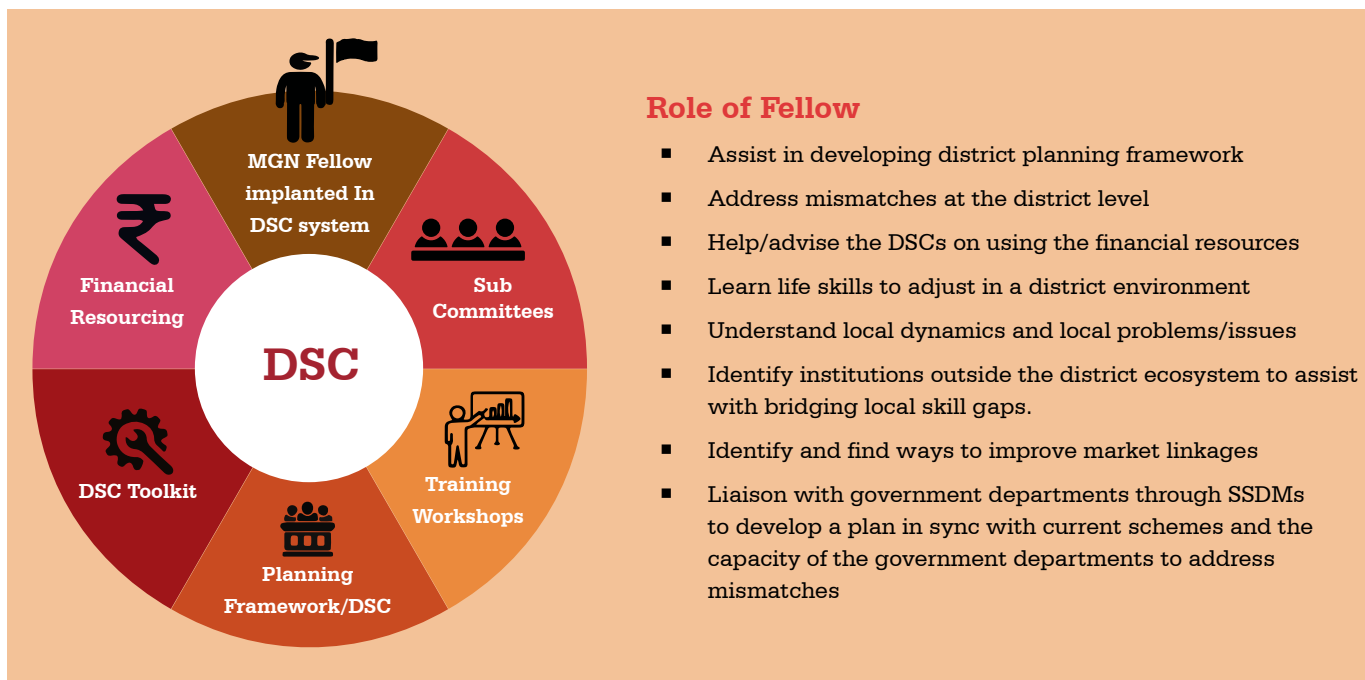 MGN Fellow
implanted In
DSC system
Sub
Committees
Training
Workshops
Planning
Framework/DSC
DSC Toolkit
Financial
Resourcing
DSC
Role of Fellow
▪ Assist in developing district planning framework
▪ Address mismatches at the district level
▪ Help/advise the DSCs on using the financial resources
▪ Learn life skills to adjust in a district environment
▪ Understand local dynamics and local problems/issues
▪ Identify institutions outside the district ecosystem to assist
with bridging local skill gaps.
▪ Identify and find ways to improve market linkages
▪ Liaison with government departments through SSDMs
to develop a plan in sync with current schemes and the
capacity of the government departments to address
mismatches